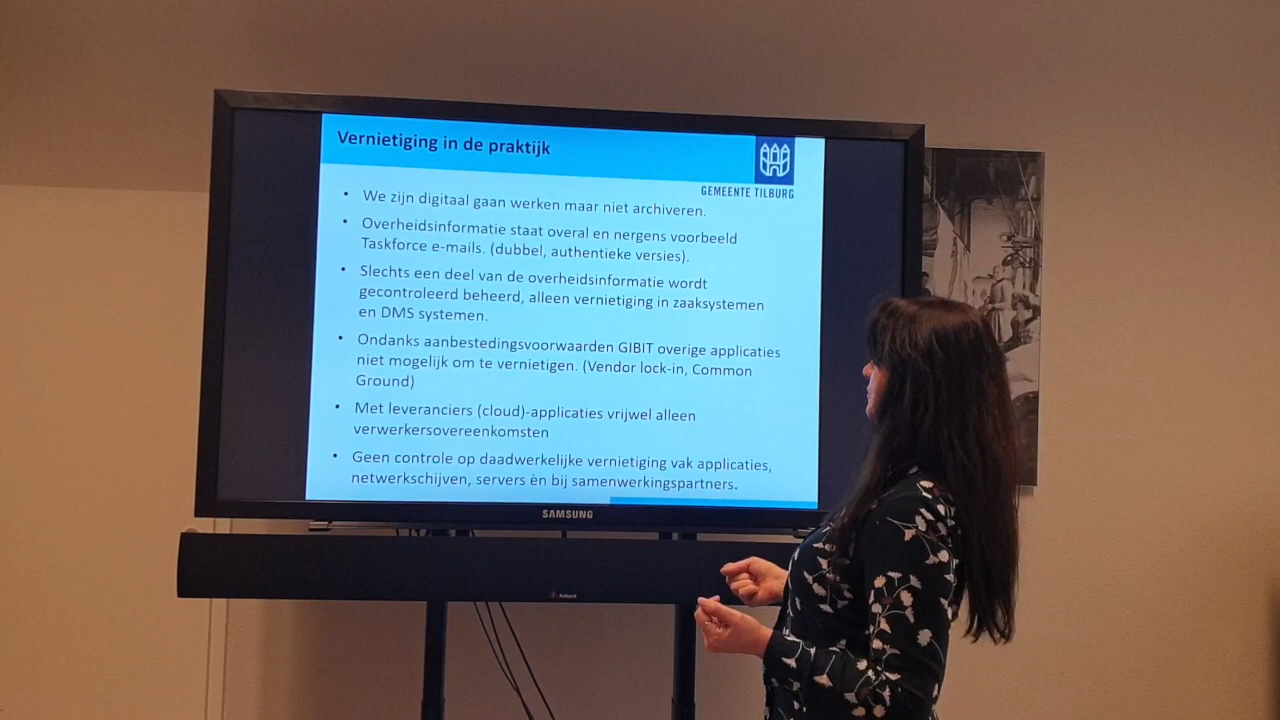 Vernietiging in de praktijk
GEMEENTE TILBURG
• We zijn digitaal gaan werken maar niet archiveren.
• Overheidsinformatie staat overal en nergens voorbeeld
Taskforce e-mails. (dubbel, authentieke versies).
• Slechts een deel van de overheidsinformatie wordt
gecontroleerd beheerd, alleen vernietiging in zaaksystemen
en DMS systemen.
• Ondanks aanbestedingsvoorwaarden GIBIT overige applicaties
niet mogelijk om te vernietigen. (Vendor lock-in, Common
Ground)
• Met leveranciers (cloud)-applicaties vrijwel alleen
verwerkersovereenkomsten
• Geen controle op daadwerkelijke vernietiging vak applicaties,
netwerkschijven, servers èn bij samenwerkingspartners.
SAMSUNG